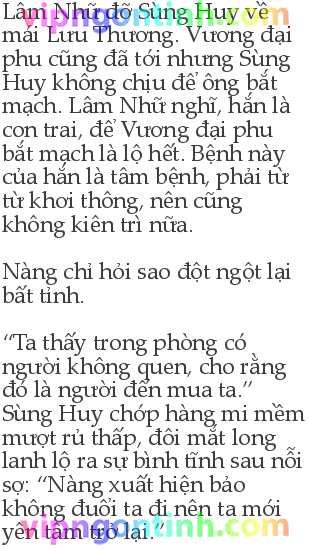 Lâm Nhữ đỡ Sùng Huy về
mái Lưu Thương. Vương đại
phu cũng đã tới nhưng Sùng
Huy không chịu để ông bắt
mạch. Lâm Nhữ nghĩ, hắn là
con trai, để Vương đại phu
bắt mạch là lộ hết. Bệnh này
của hắn là tâm bệnh, phải từ
từ khơi thông, nên cũng
không kiên trì nữa.
Nàng chỉ hỏi sao đột ngột lại
bất tỉnh.
“Ta thấy trong phòng có
người không quen, cho rằng
đó là người đến mua ta.”
Sùng Huy chớp hàng mi mềm
mượt rủ thấp, đôi mắt long
lanh lộ ra sự bình tĩnh sau nỗi
sợ: “Nàng xuất hiện bảo
không đuổi ta đi nên ta mới
yên tâm trở lại.”
vipngontinh.com
vipngontinh.com
vipngontinh.com